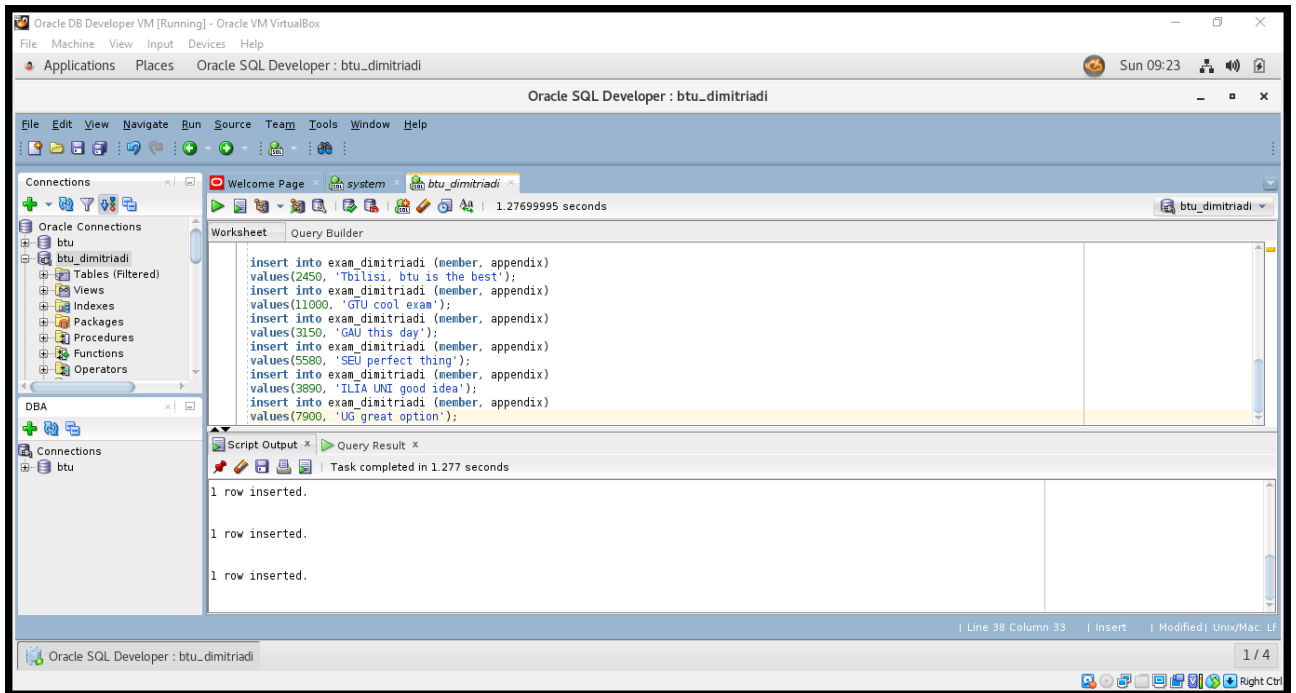 Oracle DB Developer VM [Running] - Oracle VM VirtualBox
File Machine View Input Devices Help
Applications Places Oracle SQL Developer : btu_dimitriadi Sun 09:23
Oracle SQL Developer : btu_dimitriadi
File Edit View Navigate Run Source Team Tools Window Help
Connections
Oracle Connections
btu
btu_dimitriadi
Tables (Filtered)
Views
Indexes
Packages
Procedures
Functions
Operators
DBA
Connections
btu
Welcome Page system btu_dimitriadi
1.27699995 seconds btu_dimitriadi
Worksheet Query Builder
insert into exam_dimitriadi (member, appendix)
values(2450, 'Tbilisi, btu is the best');
insert into exam_dimitriadi (member, appendix)
values(11000, 'GTU cool exam');
insert into exam_dimitriadi (member, appendix)
values(3150, 'GAU this day');
insert into exam_dimitriadi (member, appendix)
values(5580, 'SEU perfect thing');
insert into exam_dimitriadi (member, appendix)
values(3890, 'ILIA UNI good idea');
insert into exam_dimitriadi (member, appendix)
values(7900, 'UG great option');
Script Output x Query Result x
Task completed in 1.277 seconds
1 row inserted.
1 row inserted.
1 row inserted.
| Line 38 Column 33 | Insert | Modified | Unix/Mac: LF
Oracle SQL Developer : btu_dimitriadi 1 / 4
Right Ctrl